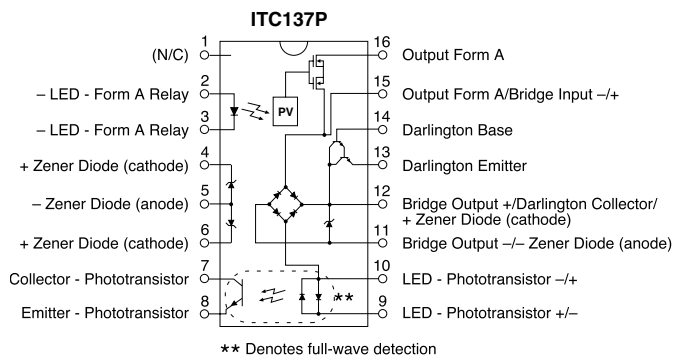 ITC137P
1
(N/C)
2
– LED - Form A Relay
3
– LED - Form A Relay
4
+ Zener Diode (cathode)
5
– Zener Diode (anode)
6
+ Zener Diode (cathode)
7
Collector - Phototransistor
8
Emitter - Phototransistor
PV
**
16
Output Form A
15
Output Form A/Bridge Input –/+
14
Darlington Base
13
Darlington Emitter
12
Bridge Output +/Darlington Collector/
+ Zener Diode (cathode)
11
Bridge Output –/– Zener Diode (anode)
10
LED - Phototransistor –/+
9
LED - Phototransistor +/–
** Denotes full-wave detection